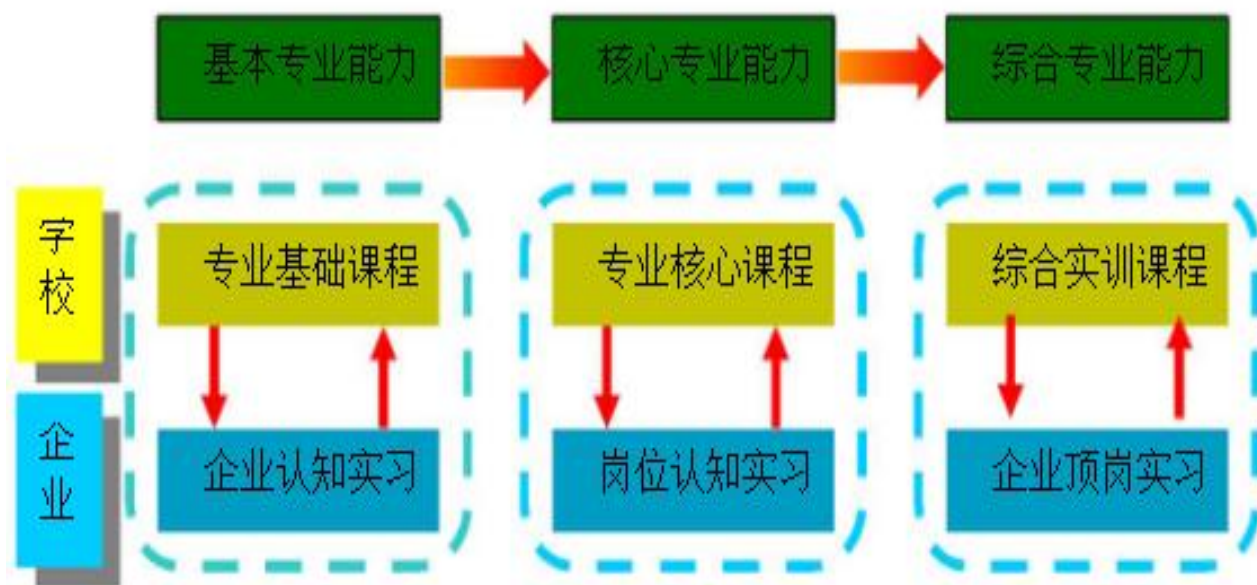 基本专业能力
核心专业能力
综合专业能力
学校
专业基础课程
专业核心课程
综合实训课程
企业
企业认知实习
岗位认知实习
企业顶岗实习